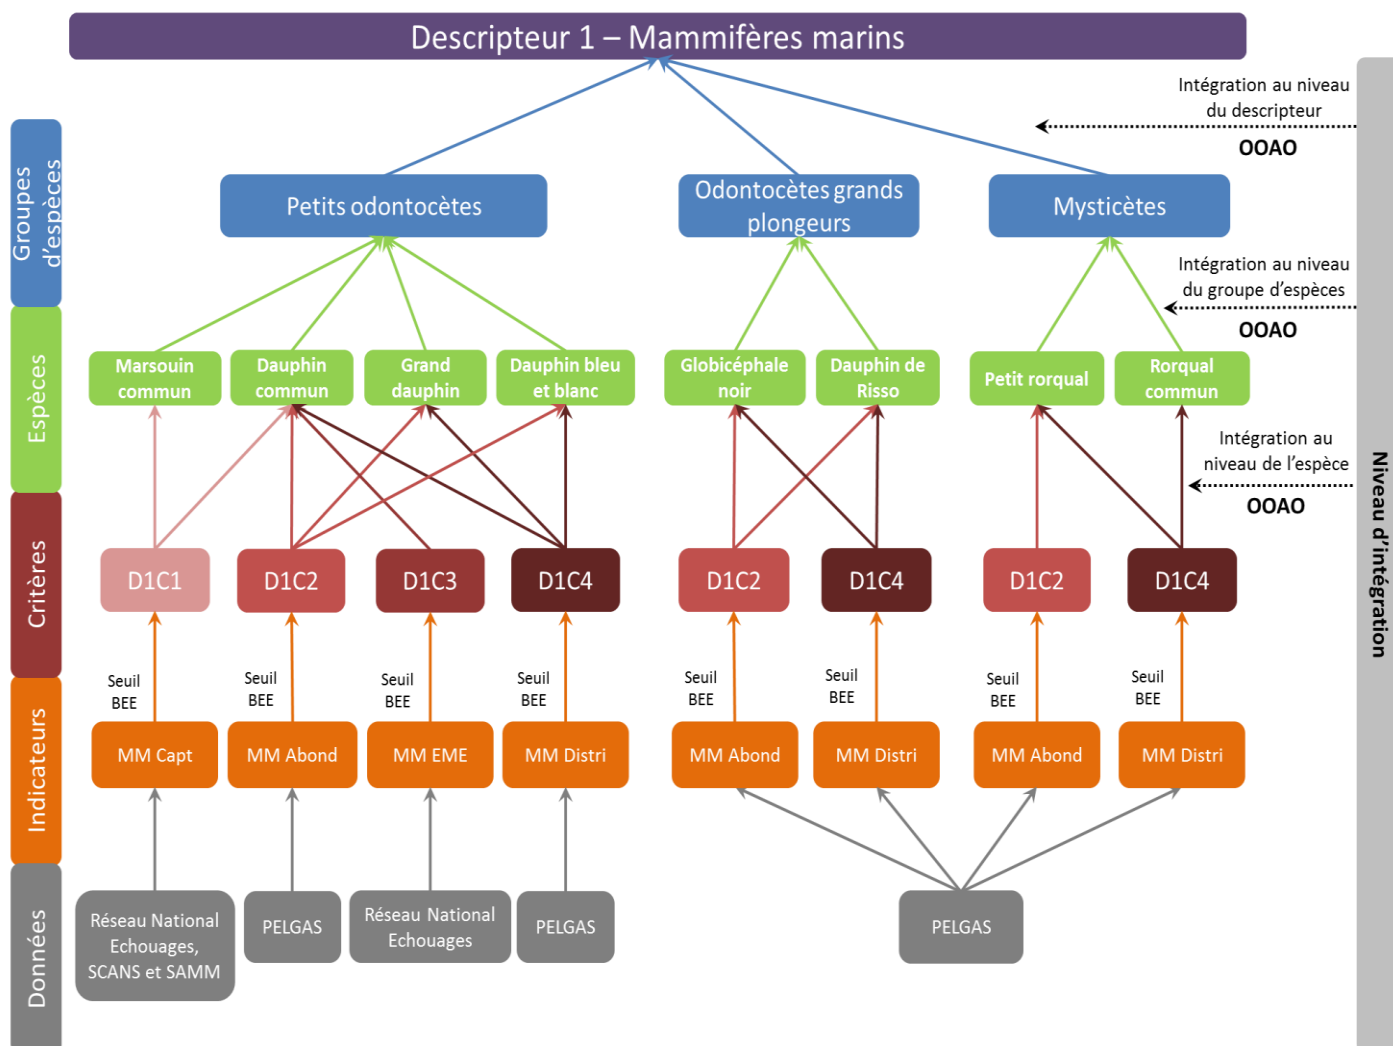 Descripteur 1 – Mammifères marins
Intégration au niveau
du descripteur
OOAO
Groupes
d'espèces
Petits odontocètes
Odontocètes grands
plongeurs
Mysticètes
Intégration au niveau
du groupe d'espèces
OOAO
Espèces
Marsouin
commun
Dauphin
commun
Grand
dauphin
Dauphin bleu
et blanc
Globicéphale
noir
Dauphin de
Risso
Petit rorqual
Rorqual
commun
Intégration au
niveau de l'espèce
OOAO
Niveau d'intégration
Critères
D1C1
D1C2
D1C3
D1C4
D1C2
D1C4
D1C2
D1C4
Seuil
BEE
Seuil
BEE
Seuil
BEE
Seuil
BEE
Seuil
BEE
Seuil
BEE
Seuil
BEE
Seuil
BEE
Indicateurs
MM Capt
MM Abond
MM EME
MM Distri
MM Abond
MM Distri
MM Abond
MM Distri
Données
Réseau National
Echouages,
SCANS et SAMM
PELGAS
Réseau National
Echouages
PELGAS
PELGAS